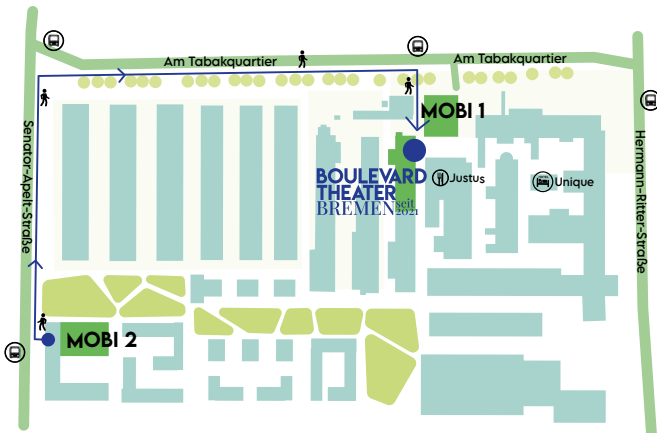 Am Tabakquartier
Am Tabakquartier
MOBI 1
Senator-Apelt-Straße
Hermann-Ritter-Straße
BOULEVARD
THEATER
BREMEN seit 2021
Justus
Unique
MOBI 2